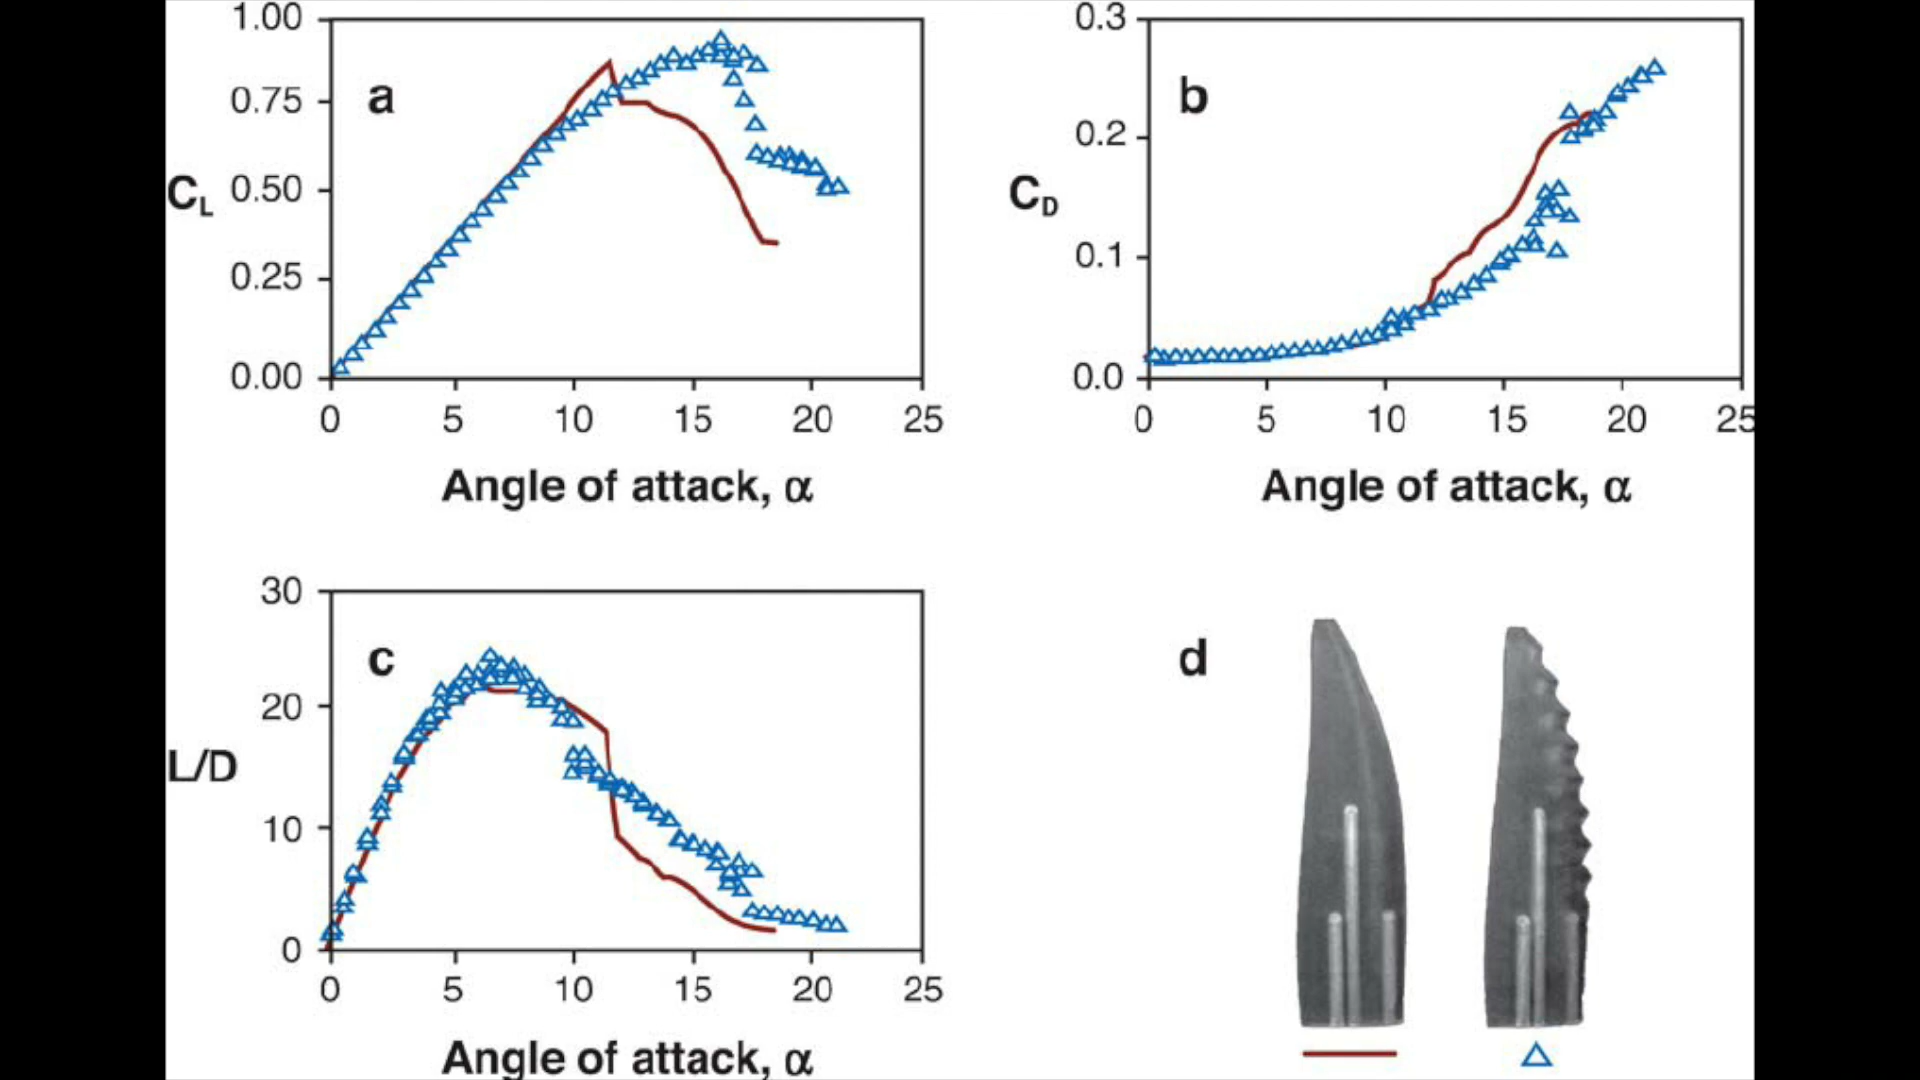 1.00
0.75
0.50
0.25
0.00
C_L
a
0 5 10 15 20 25
Angle of attack, α
0.3
0.2
0.1
0.0
C_D
b
0 5 10 15 20 25
Angle of attack, α
30
20
10
0
L/D
c
0 5 10 15 20 25
Angle of attack, α
d